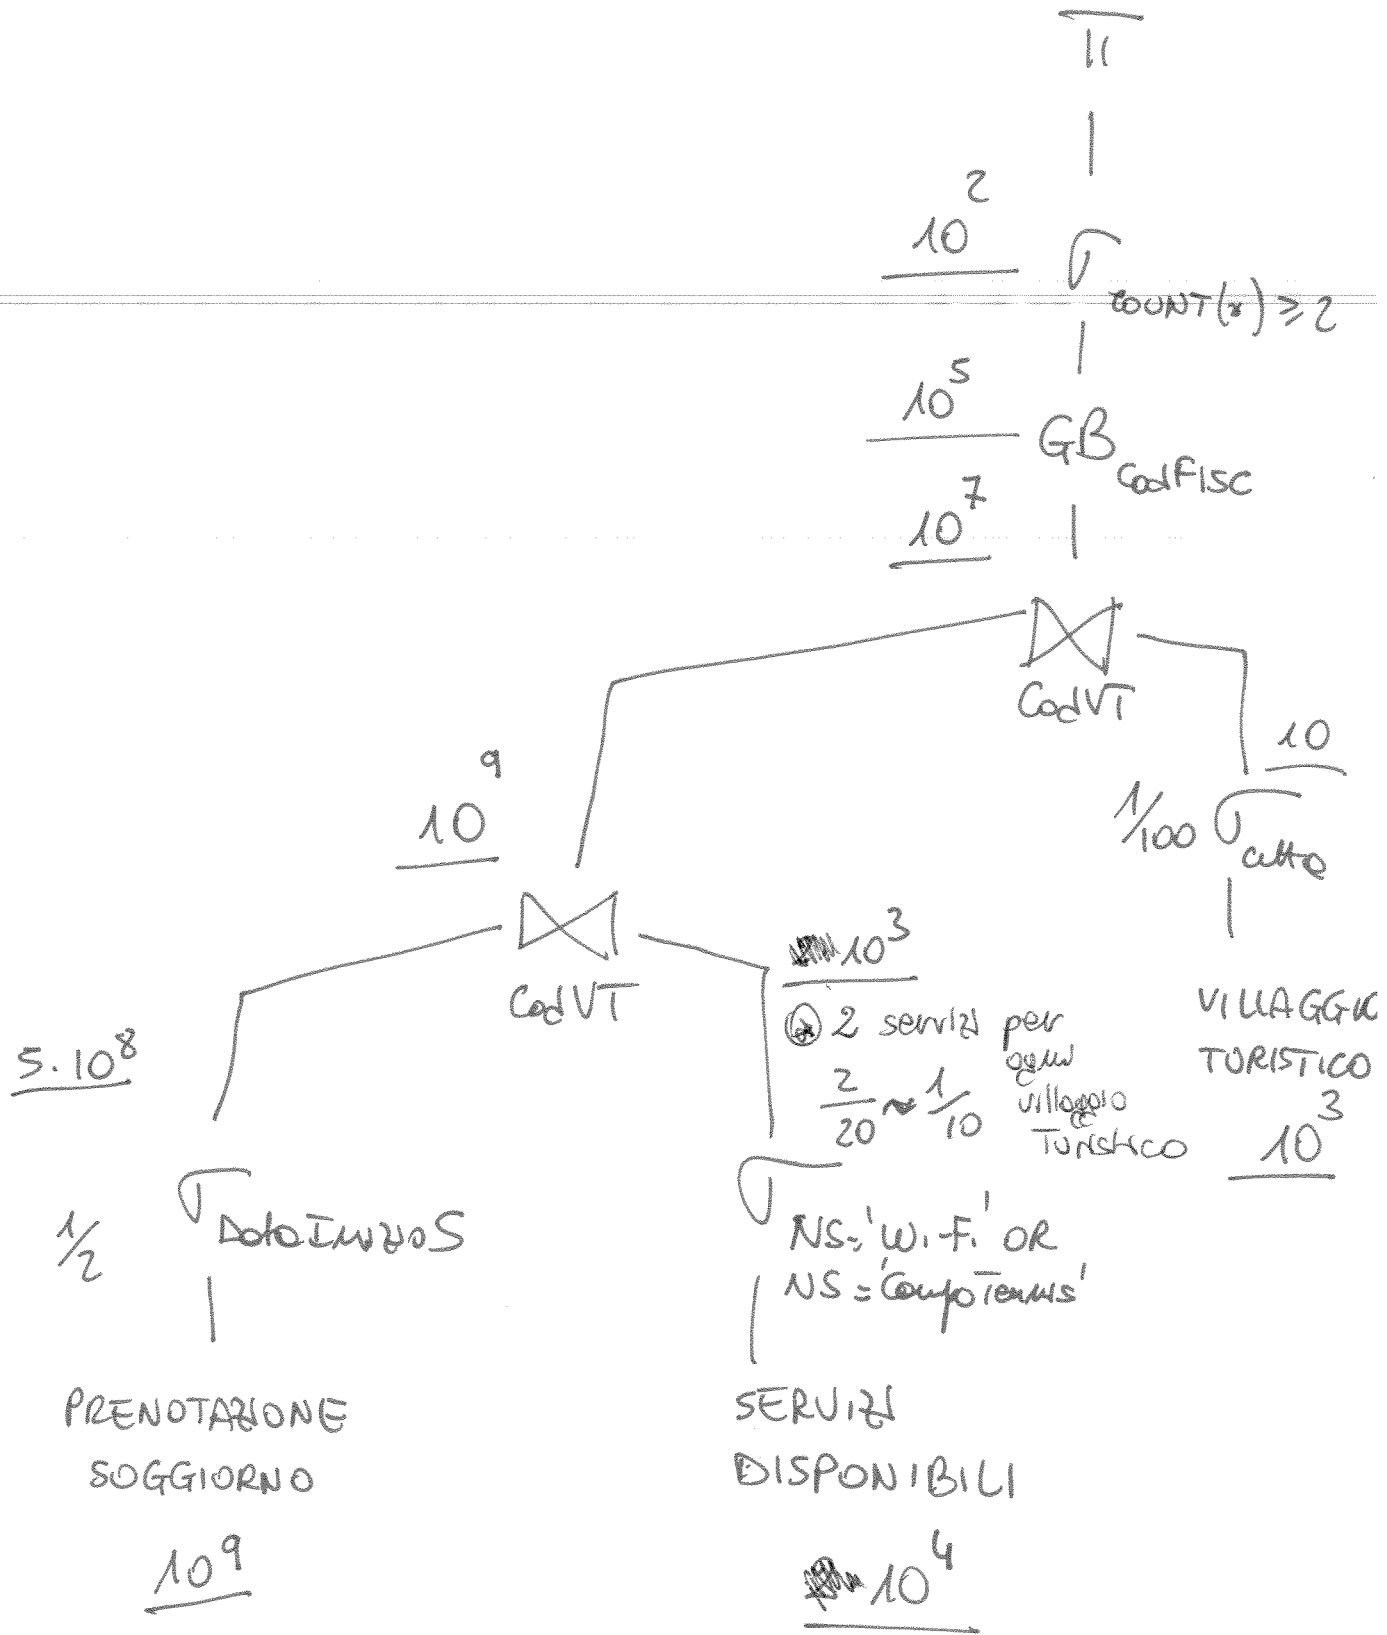 π
10²
σ COUNT(*) ≥ 2
10⁵
GB CodFisc
10⁷
CodVT
10
1/100 σ città
VILLAGGIO
TURISTICO
10³
10⁹
CodVT
10³
2 servizi per
ogni
villaggio
Turistico
2/20 ≈ 1/10
5·10⁸
1/2 σ DataInizioS
σ NS='Wi-Fi' OR
NS='CampoTennis'
PRENOTAZIONE
SOGGIORNO
10⁹
SERVIZI
DISPONIBILI
10⁴